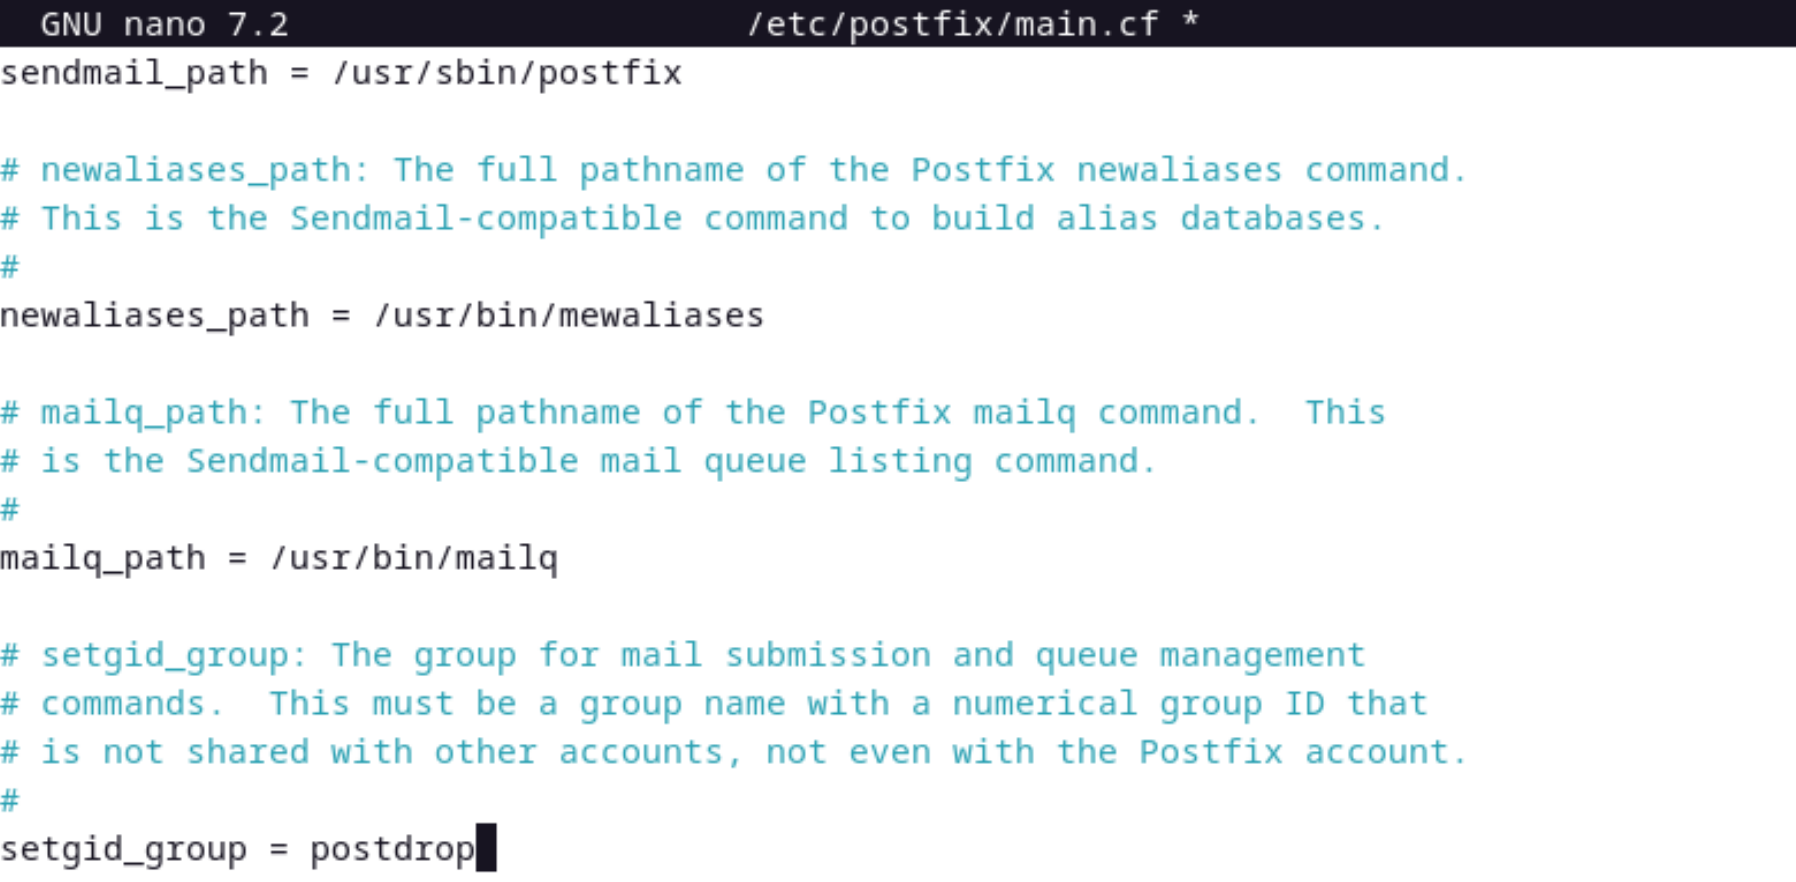 GNU nano 7.2 /etc/postfix/main.cf *
sendmail_path = /usr/sbin/postfix
# newaliases_path: The full pathname of the Postfix newaliases command.
# This is the Sendmail-compatible command to build alias databases.
#
newaliases_path = /usr/bin/mewaliases
# mailq_path: The full pathname of the Postfix mailq command.  This
# is the Sendmail-compatible mail queue listing command.
#
mailq_path = /usr/bin/mailq
# setgid_group: The group for mail submission and queue management
# commands.  This must be a group name with a numerical group ID that
# is not shared with other accounts, not even with the Postfix account.
#
setgid_group = postdrop